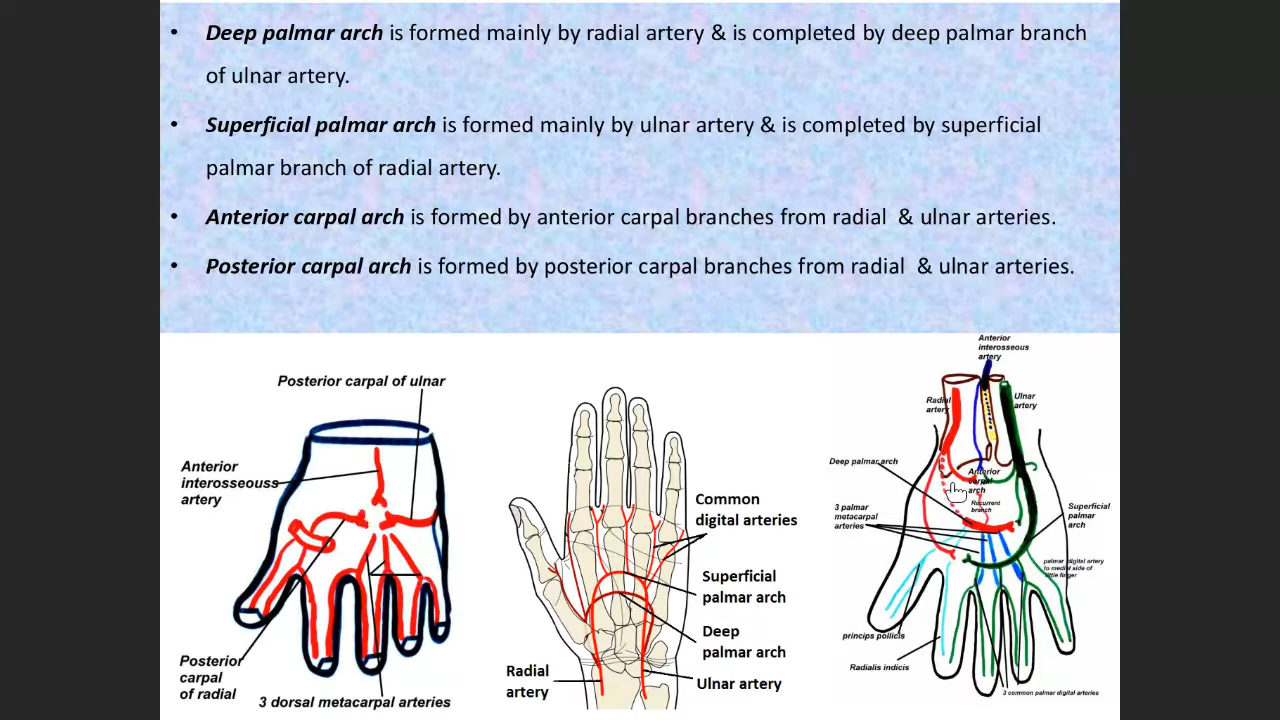 • Deep palmar arch is formed mainly by radial artery & is completed by deep palmar branch
of ulnar artery.
• Superficial palmar arch is formed mainly by ulnar artery & is completed by superficial
palmar branch of radial artery.
• Anterior carpal arch is formed by anterior carpal branches from radial & ulnar arteries.
• Posterior carpal arch is formed by posterior carpal branches from radial & ulnar arteries.
Posterior carpal of ulnar
Anterior
interosseouss
artery
Posterior
carpal
of radial
3 dorsal metacarpal arteries
Common
digital arteries
Superficial
palmar arch
Deep
palmar arch
Radial
artery
Ulnar artery
Anterior
interosseous
artery
Radial
artery
Ulnar
artery
Deep palmar arch
Anterior
carpal
arch
Recurrent
branch
3 palmar
metacarpal
arteries
Superficial
palmar
arch
palmar digital artery
to medial side of
little finger
princips pollicis
Radialis indicis
3 common palmar digital arteries